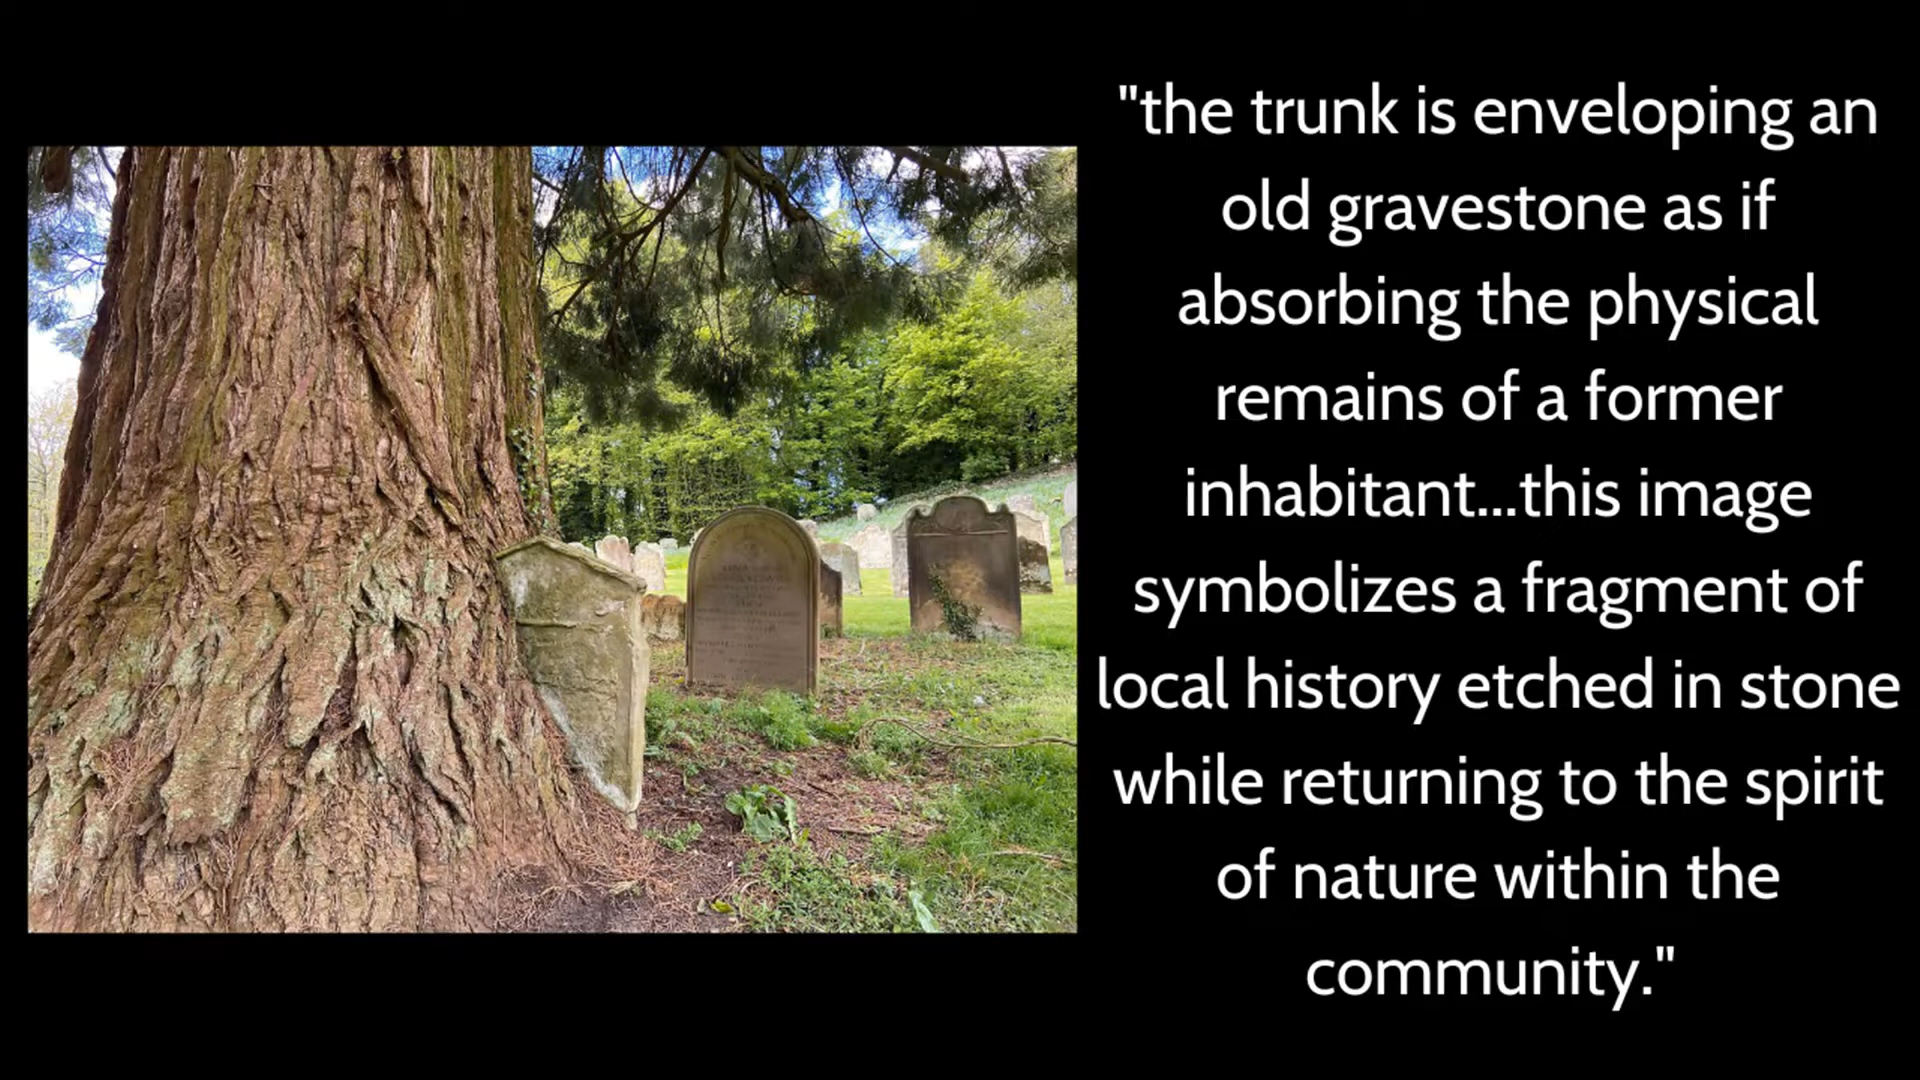 "the trunk is enveloping an
old gravestone as if
absorbing the physical
remains of a former
inhabitant...this image
symbolizes a fragment of
local history etched in stone
while returning to the spirit
of nature within the
community."